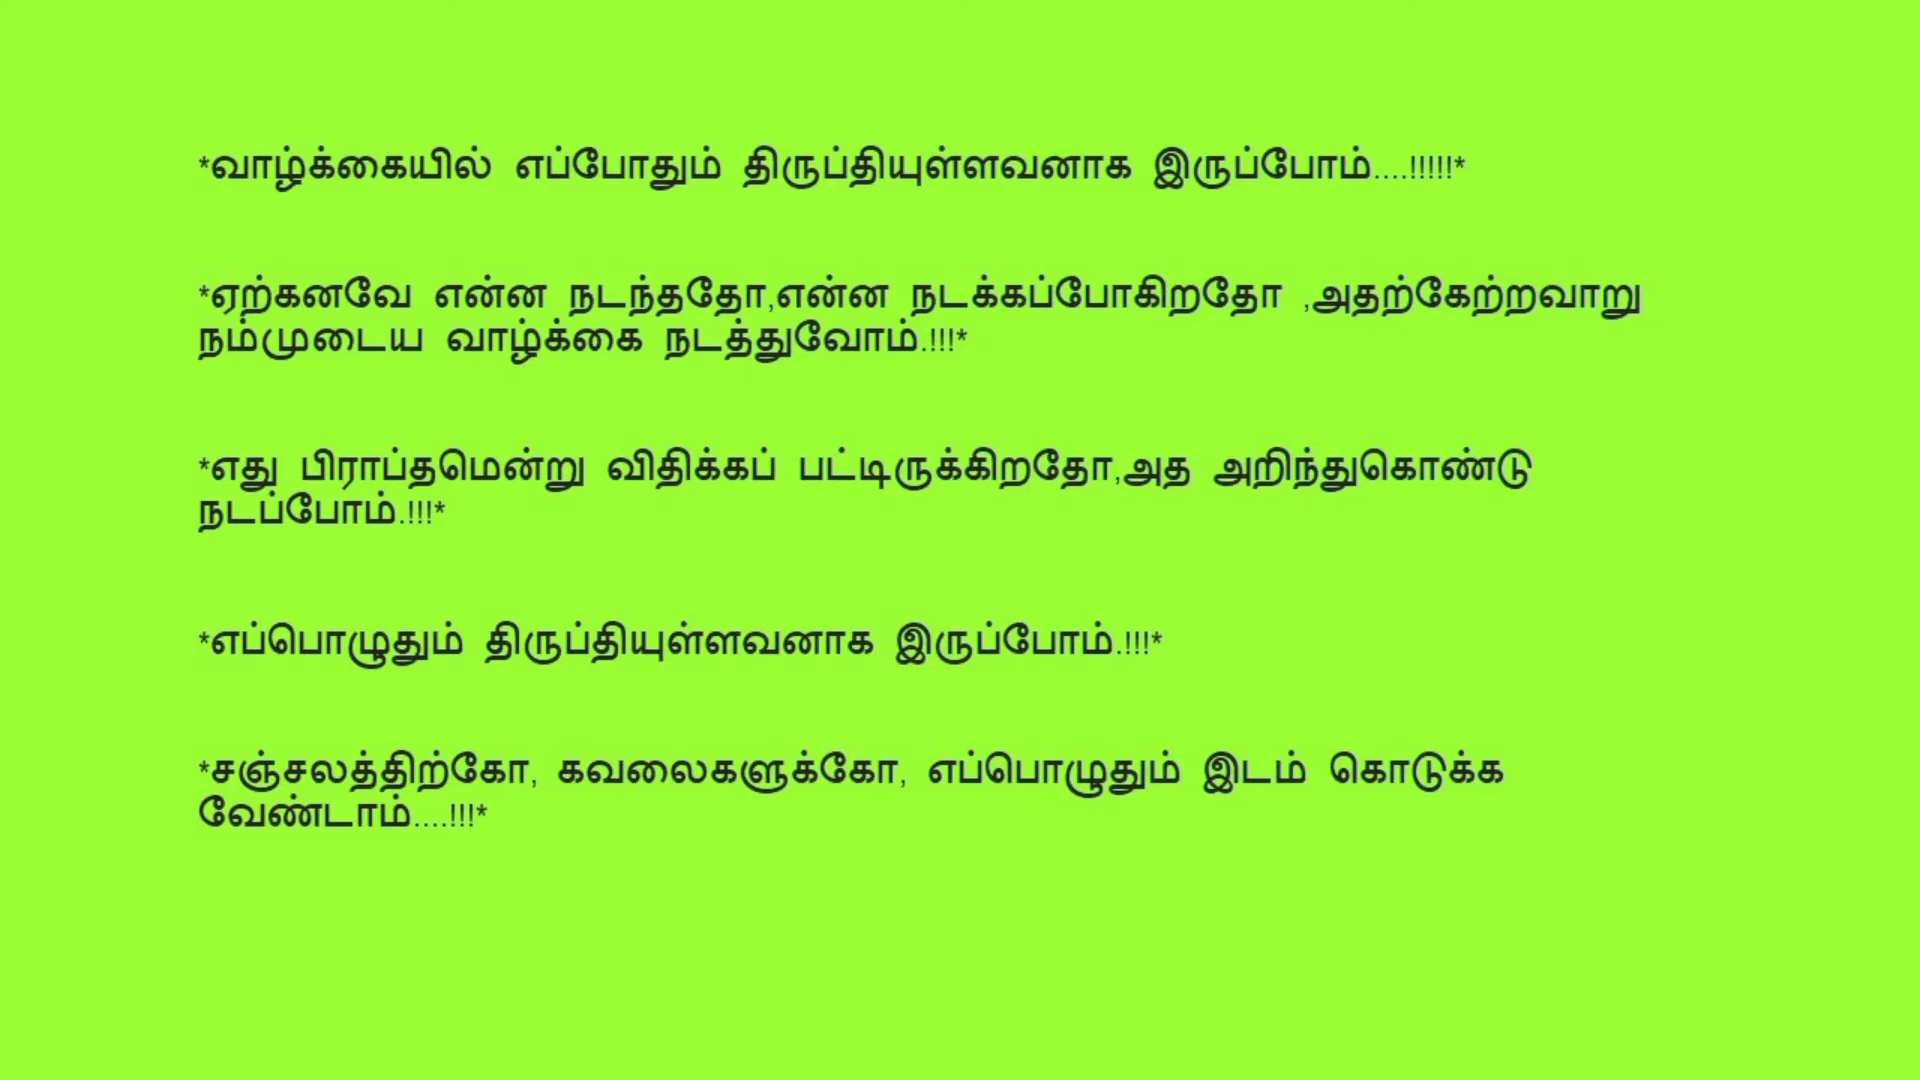 *வாழ்க்கையில் எப்போதும் திருப்தியுள்ளவனாக இருப்போம்....!!!!!*
*ஏற்கனவே என்ன நடந்ததோ,என்ன நடக்கப்போகிறதோ ,அதற்கேற்றவாறு
நம்முடைய வாழ்க்கை நடத்துவோம்.!!!*
*எது பிராப்தமென்று விதிக்கப் பட்டிருக்கிறதோ,அத அறிந்துகொண்டு
நடப்போம்.!!!*
*எப்பொழுதும் திருப்தியுள்ளவனாக இருப்போம்.!!!*
*சஞ்சலத்திற்கோ, கவலைகளுக்கோ, எப்பொழுதும் இடம் கொடுக்க
வேண்டாம்....!!!*